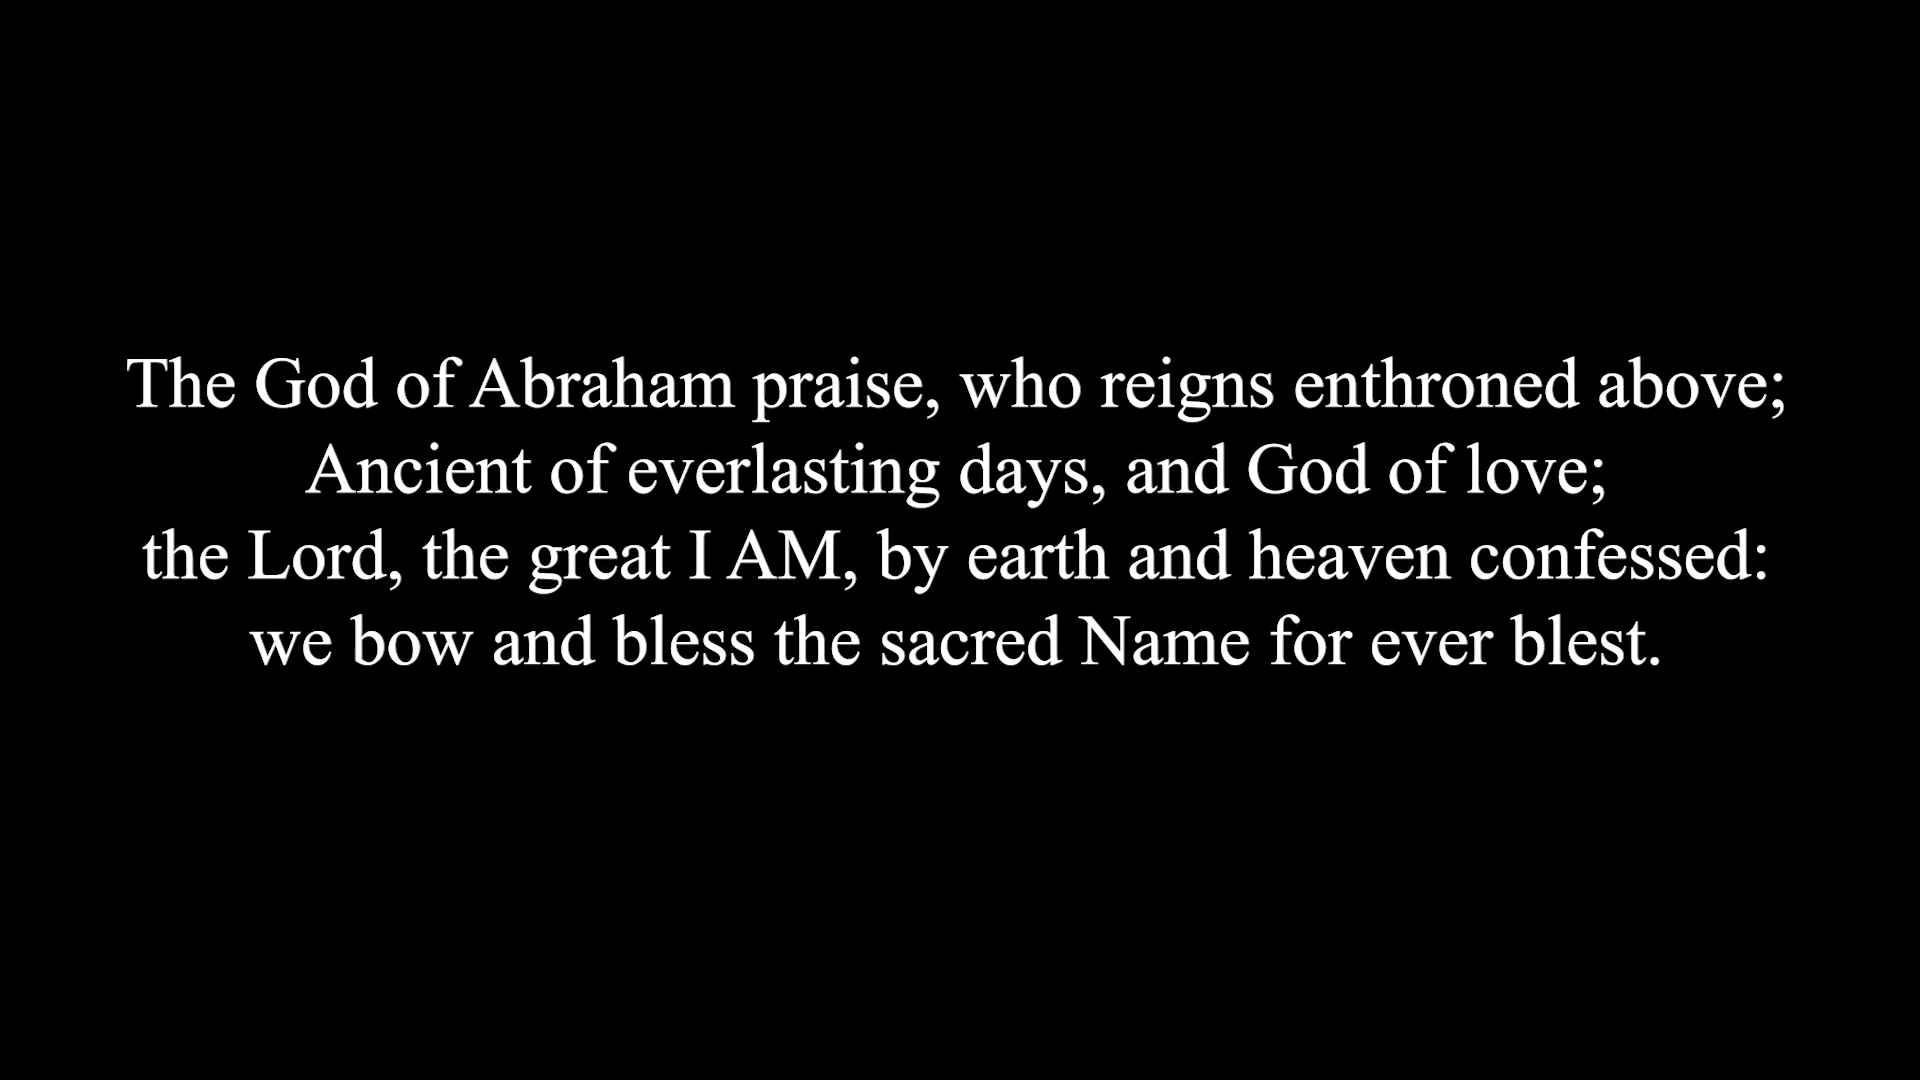 The God of Abraham praise, who reigns enthroned above;
Ancient of everlasting days, and God of love;
the Lord, the great I AM, by earth and heaven confessed:
we bow and bless the sacred Name for ever blest.